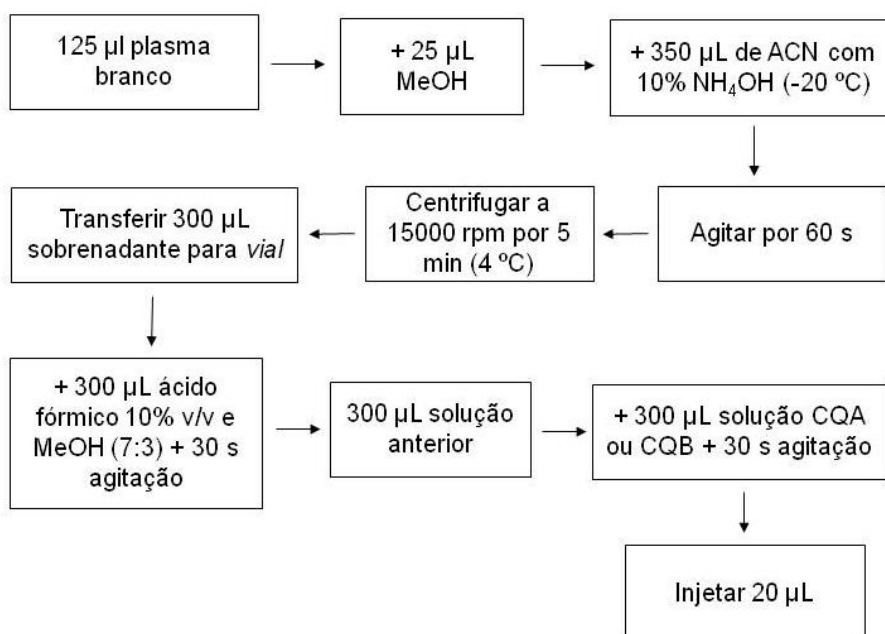 125 µl plasma
branco
+ 25 µL
MeOH
+ 350 µL de ACN com
10% NH₄OH (-20 ºC)
Agitar por 60 s
Centrifugar a
15000 rpm por 5
min (4 ºC)
Transferir 300 µL
sobrenadante para vial
+ 300 µL ácido
fórmico 10% v/v e
MeOH (7:3) + 30 s
agitação
300 µL solução
anterior
+ 300 µL solução CQA
ou CQB + 30 s agitação
Injetar 20 µL